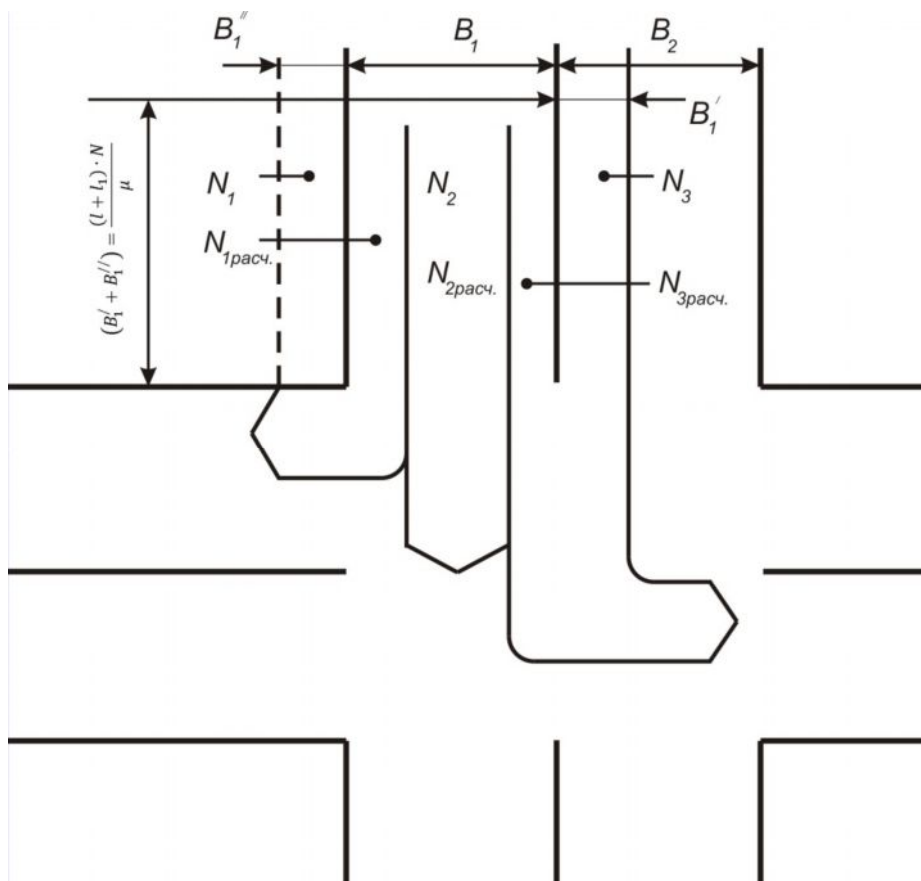 B₁′′ B₁ B₂
B₁′
N₁ N₂ N₃
N₁расч.
N₂расч. N₃расч.
(B₁′ + B₁′′) = (l + l₁) · N / μ